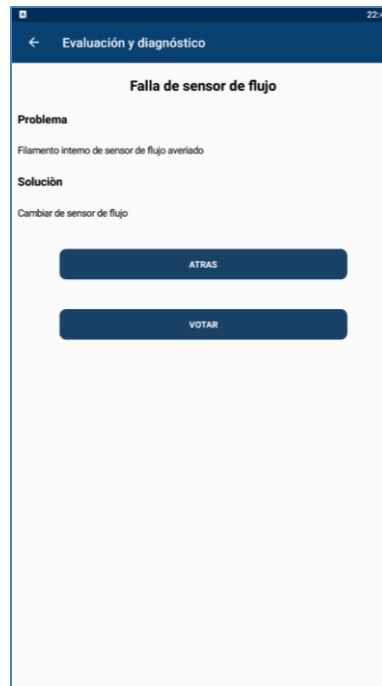 Evaluación y diagnóstico
Falla de sensor de flujo
Problema
Filamento interno de sensor de flujo averiado
Soluciòn
Cambiar de sensor de flujo
ATRAS
VOTAR